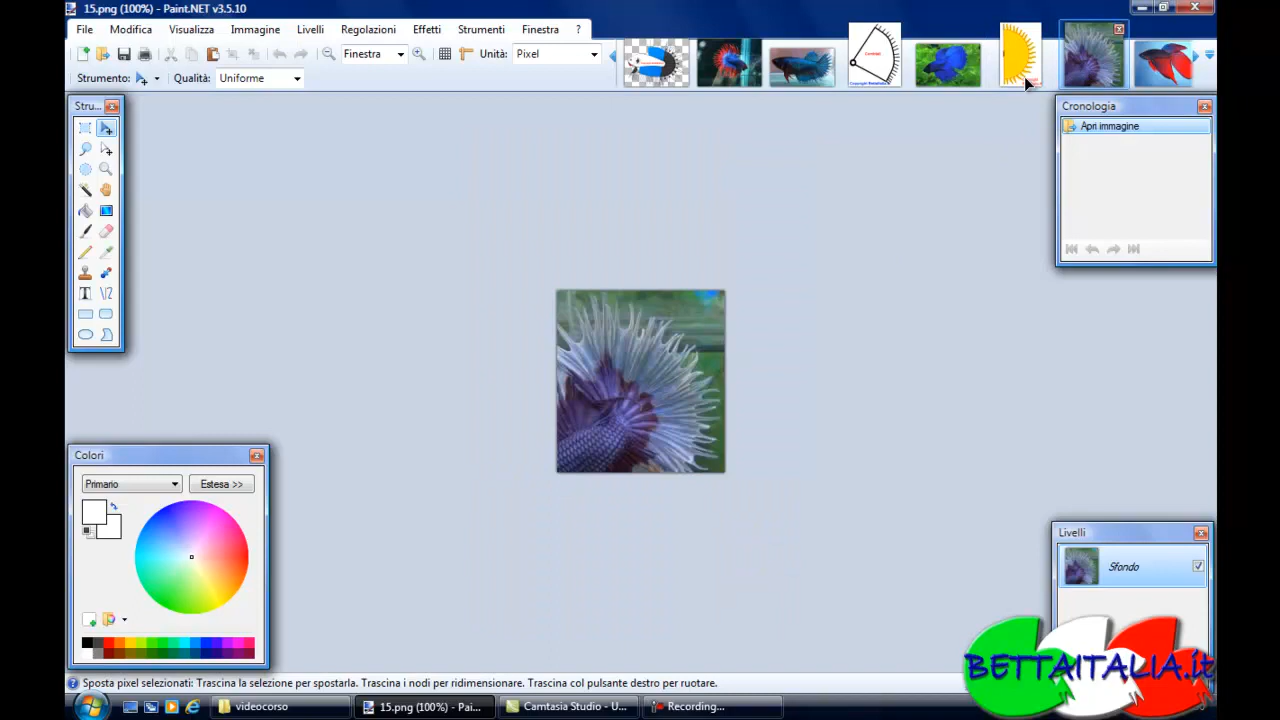 15.png (100%) - Paint.NET v3.5.10
File Modifica Visualizza Immagine Livelli Regolazioni Effetti Strumenti Finestra ?
Finestra Unità: Pixel
Strumento: Qualità: Uniforme
Stru...
Cronologia
Apri immagine
Colori
Primario Estesa >>
Livelli
Sfondo
BETTAITALIA.it
Sposta pixel selezionati: Trascina la selezione per spostarla. Trascina i nodi per ridimensionare. Trascina col pulsante destro per ruotare.
videocorso 15.png (100%) - Pai... Camtasia Studio - U... Recording...